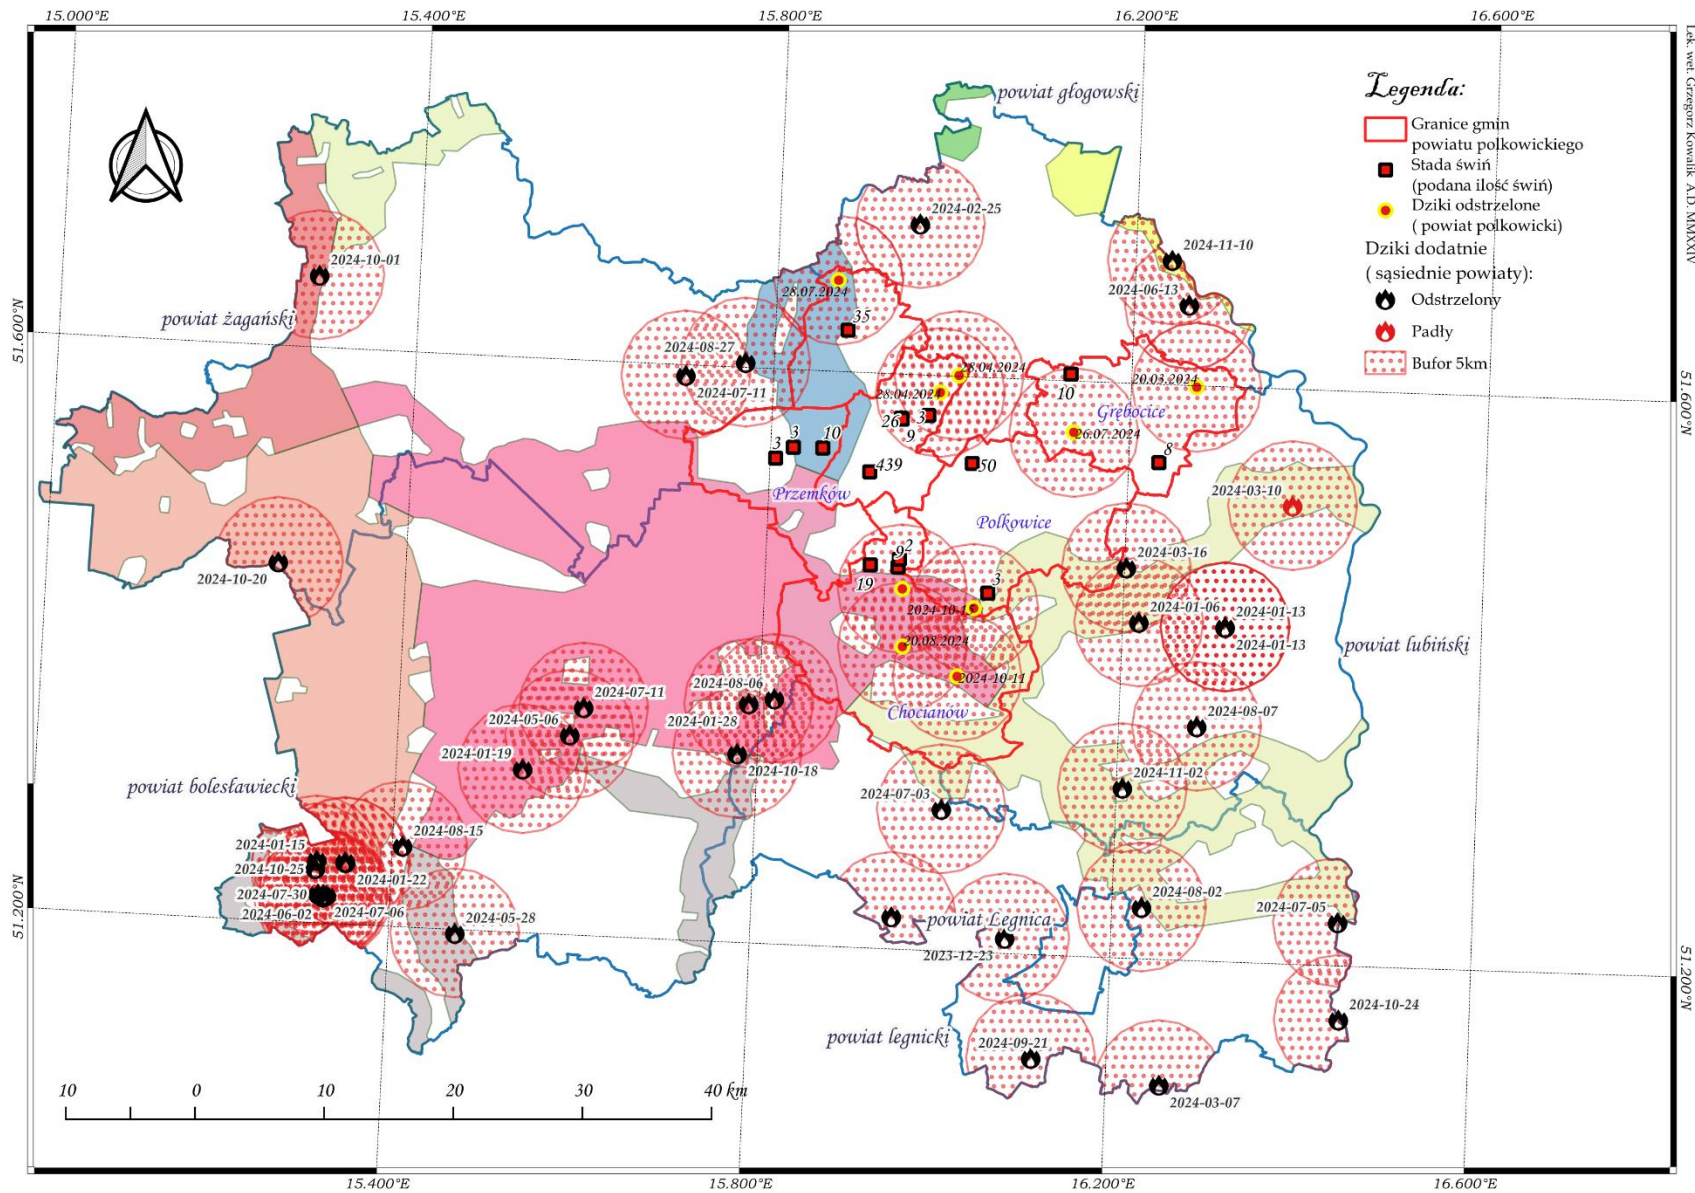 15.000°E
15.400°E
15.800°E
16.200°E
16.600°E
Lek. wet. Grzegorz Kowalik A.D. MMXXIV
Legenda:
Granice gmin
powiatu polkowickiego
Stada świń
(podana ilość świń)
Dziki odstrzelone
( powiat polkowicki)
Dziki dodatnie
( sąsiednie powiaty):
Odstrzelony
Padły
Bufor 5km
powiat głogowski
2024-02-25
2024-11-10
2024-10-01
2024-06-13
28.07.2024
powiat żagański
35
51.600°N
51.600°N
2024-08-27
2024-07-11
28.04.2024
28.04.2024
20.03.2024
10
Grębocice
26
3
9
26.07.2024
3
3
10
439
50
8
Przemków
2024-03-10
Polkowice
2024-10-20
2024-03-16
9
2
19
3
2024-10-15
2024-01-06
2024-01-13
2024-01-13
20.08.2024
powiat lubiński
2024-10-11
2024-07-11
2024-08-06
2024-05-06
2024-01-28
Chocianów
2024-08-07
2024-01-19
2024-10-18
powiat bolesławiecki
2024-11-02
2024-07-03
2024-08-15
2024-01-15
2024-10-25
2024-01-22
2024-07-30
2024-06-02
2024-07-06
2024-05-28
2024-08-02
2024-07-05
51.200°N
51.200°N
powiat Legnica
2023-12-23
2024-10-24
powiat legnicki
2024-09-21
2024-03-07
10
0
10
20
30
40 km
15.400°E
15.800°E
16.200°E
16.600°E